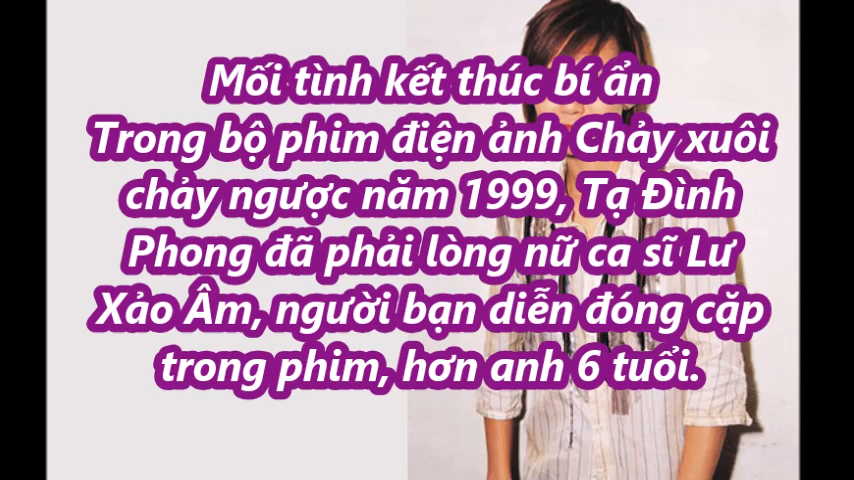 Mối tình kết thúc bí ẩn
Trong bộ phim điện ảnh Chảy xuôi
chảy ngược năm 1999, Tạ Đình
Phong đã phải lòng nữ ca sĩ Lư
Xảo Âm, người bạn diễn đóng cặp
trong phim, hơn anh 6 tuổi.